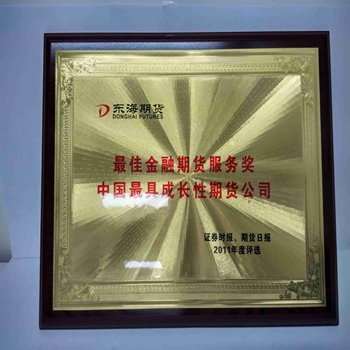 东海期货
DONGHAI FUTURES
最佳金融期货服务奖
中国最具成长性期货公司
证券时报、期货日报
2011年度评选